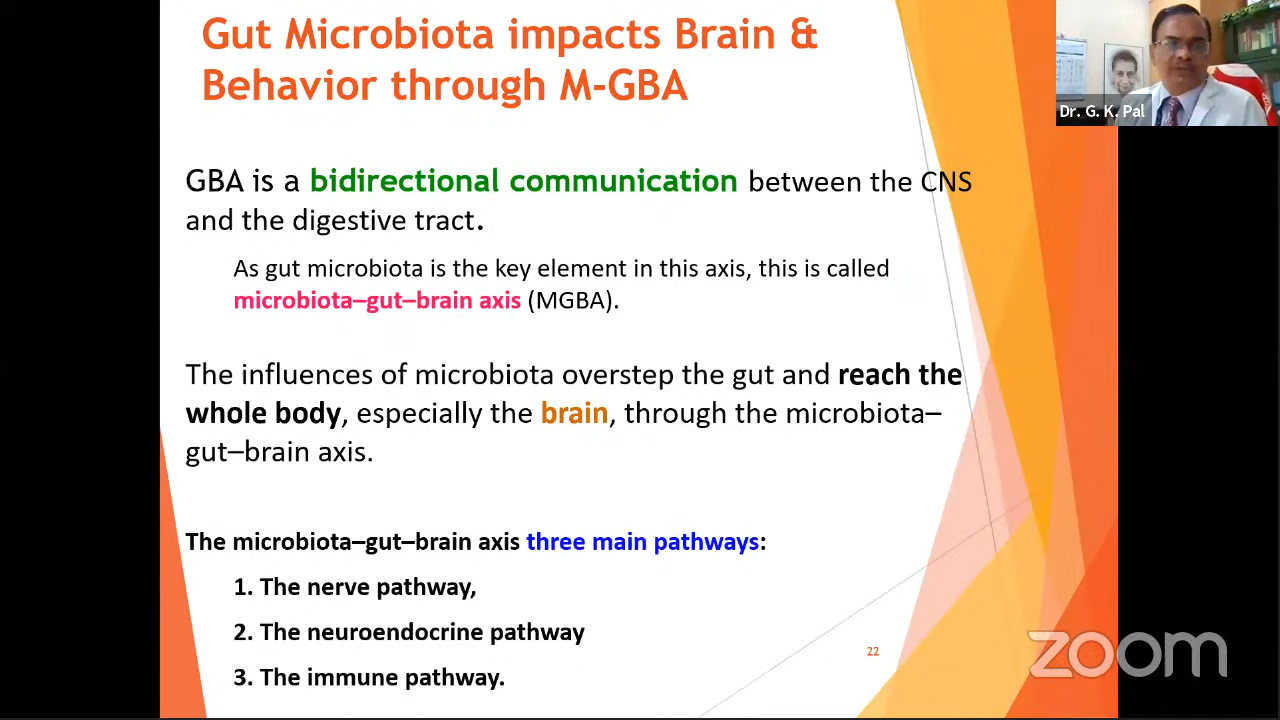 Gut Microbiota impacts Brain &
Behavior through M-GBA
Dr. G. K. Pal
GBA is a bidirectional communication between the CNS
and the digestive tract.
As gut microbiota is the key element in this axis, this is called
microbiota–gut–brain axis (MGBA).
The influences of microbiota overstep the gut and reach the
whole body, especially the brain, through the microbiota–
gut–brain axis.
The microbiota–gut–brain axis three main pathways:
1. The nerve pathway,
2. The neuroendocrine pathway
3. The immune pathway.
22
zoom